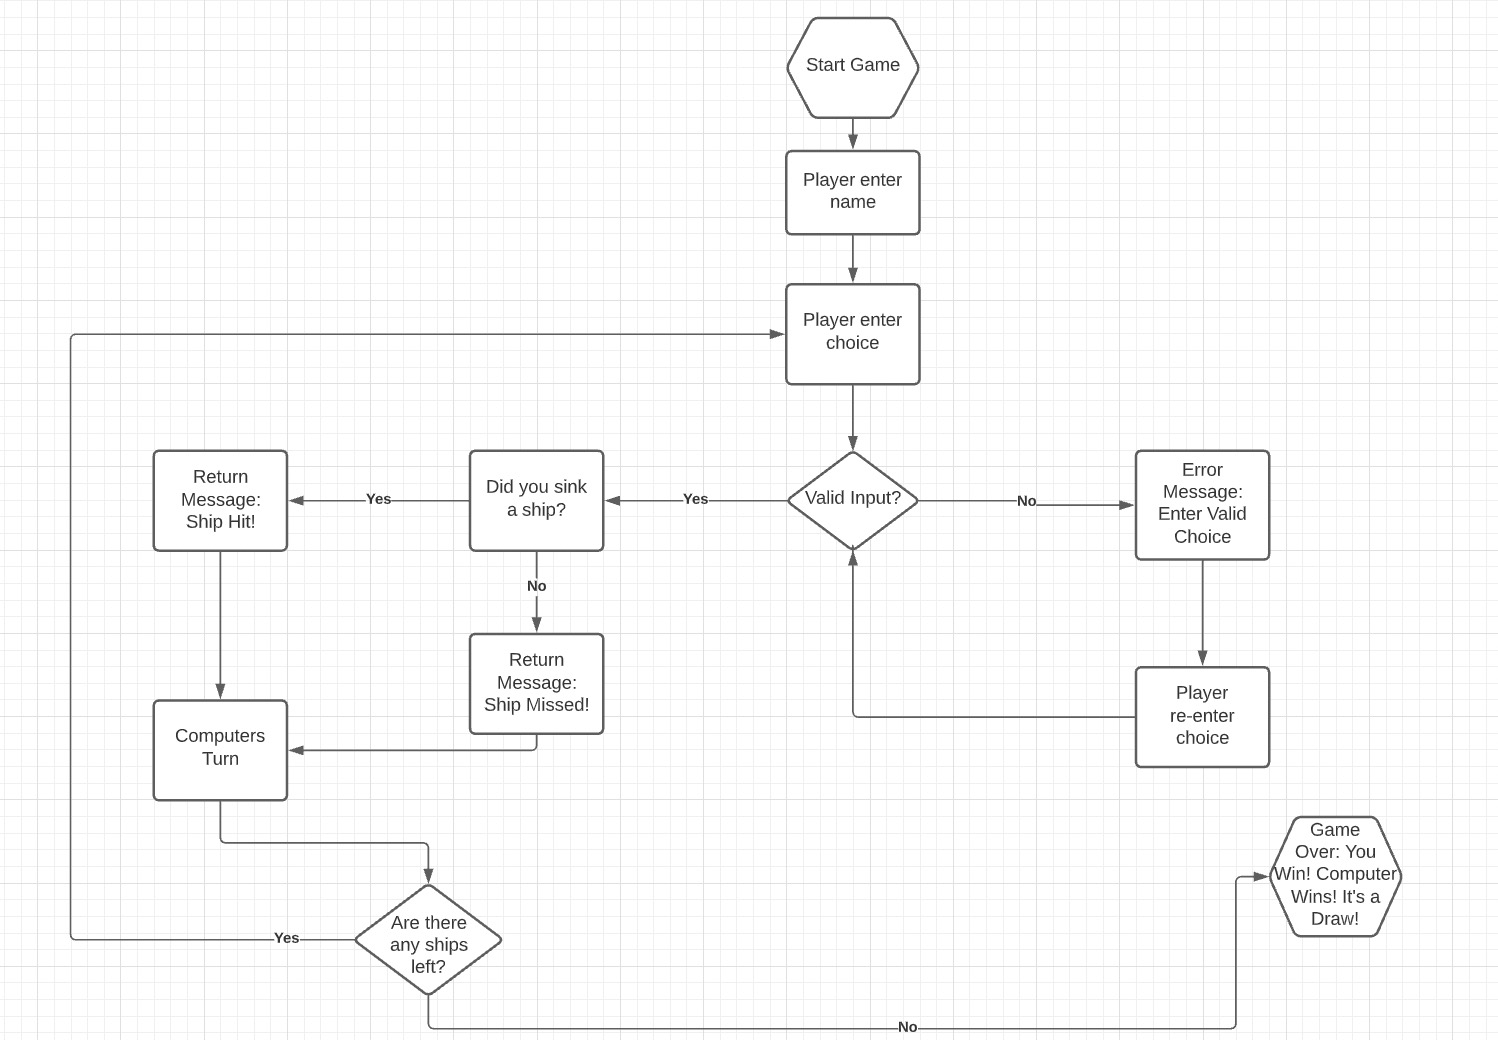 Start Game
Player enter
name
Player enter
choice
Return
Message:
Ship Hit!
Yes
Did you sink
a ship?
Yes
Valid Input?
No
Error
Message:
Enter Valid
Choice
No
Return
Message:
Ship Missed!
Player
re-enter
choice
Computers
Turn
Game
Over: You
Win! Computer
Wins! It's a
Draw!
Yes
Are there
any ships
left?
No